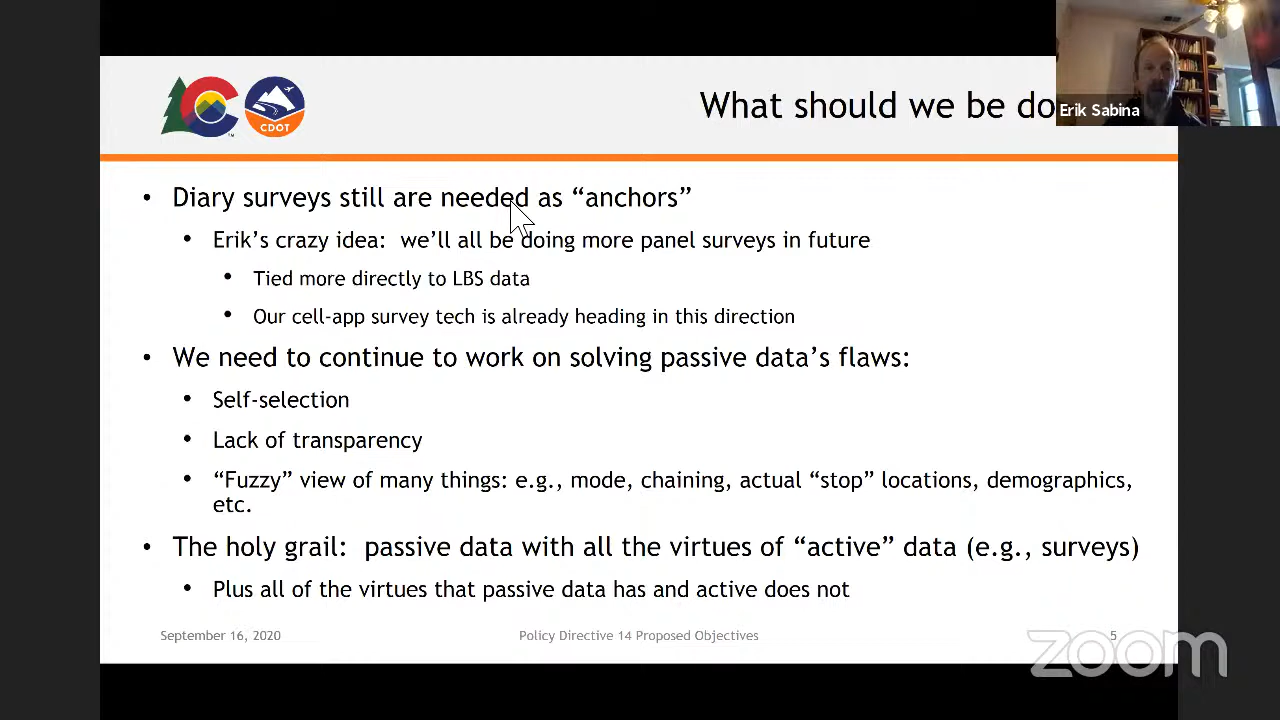 What should we be do
Erik Sabina
CDOT
• Diary surveys still are needed as “anchors”
• Erik’s crazy idea: we’ll all be doing more panel surveys in future
• Tied more directly to LBS data
• Our cell-app survey tech is already heading in this direction
• We need to continue to work on solving passive data’s flaws:
• Self-selection
• Lack of transparency
• “Fuzzy” view of many things: e.g., mode, chaining, actual “stop” locations, demographics,
etc.
• The holy grail: passive data with all the virtues of “active” data (e.g., surveys)
• Plus all of the virtues that passive data has and active does not
September 16, 2020
Policy Directive 14 Proposed Objectives
5
zoom